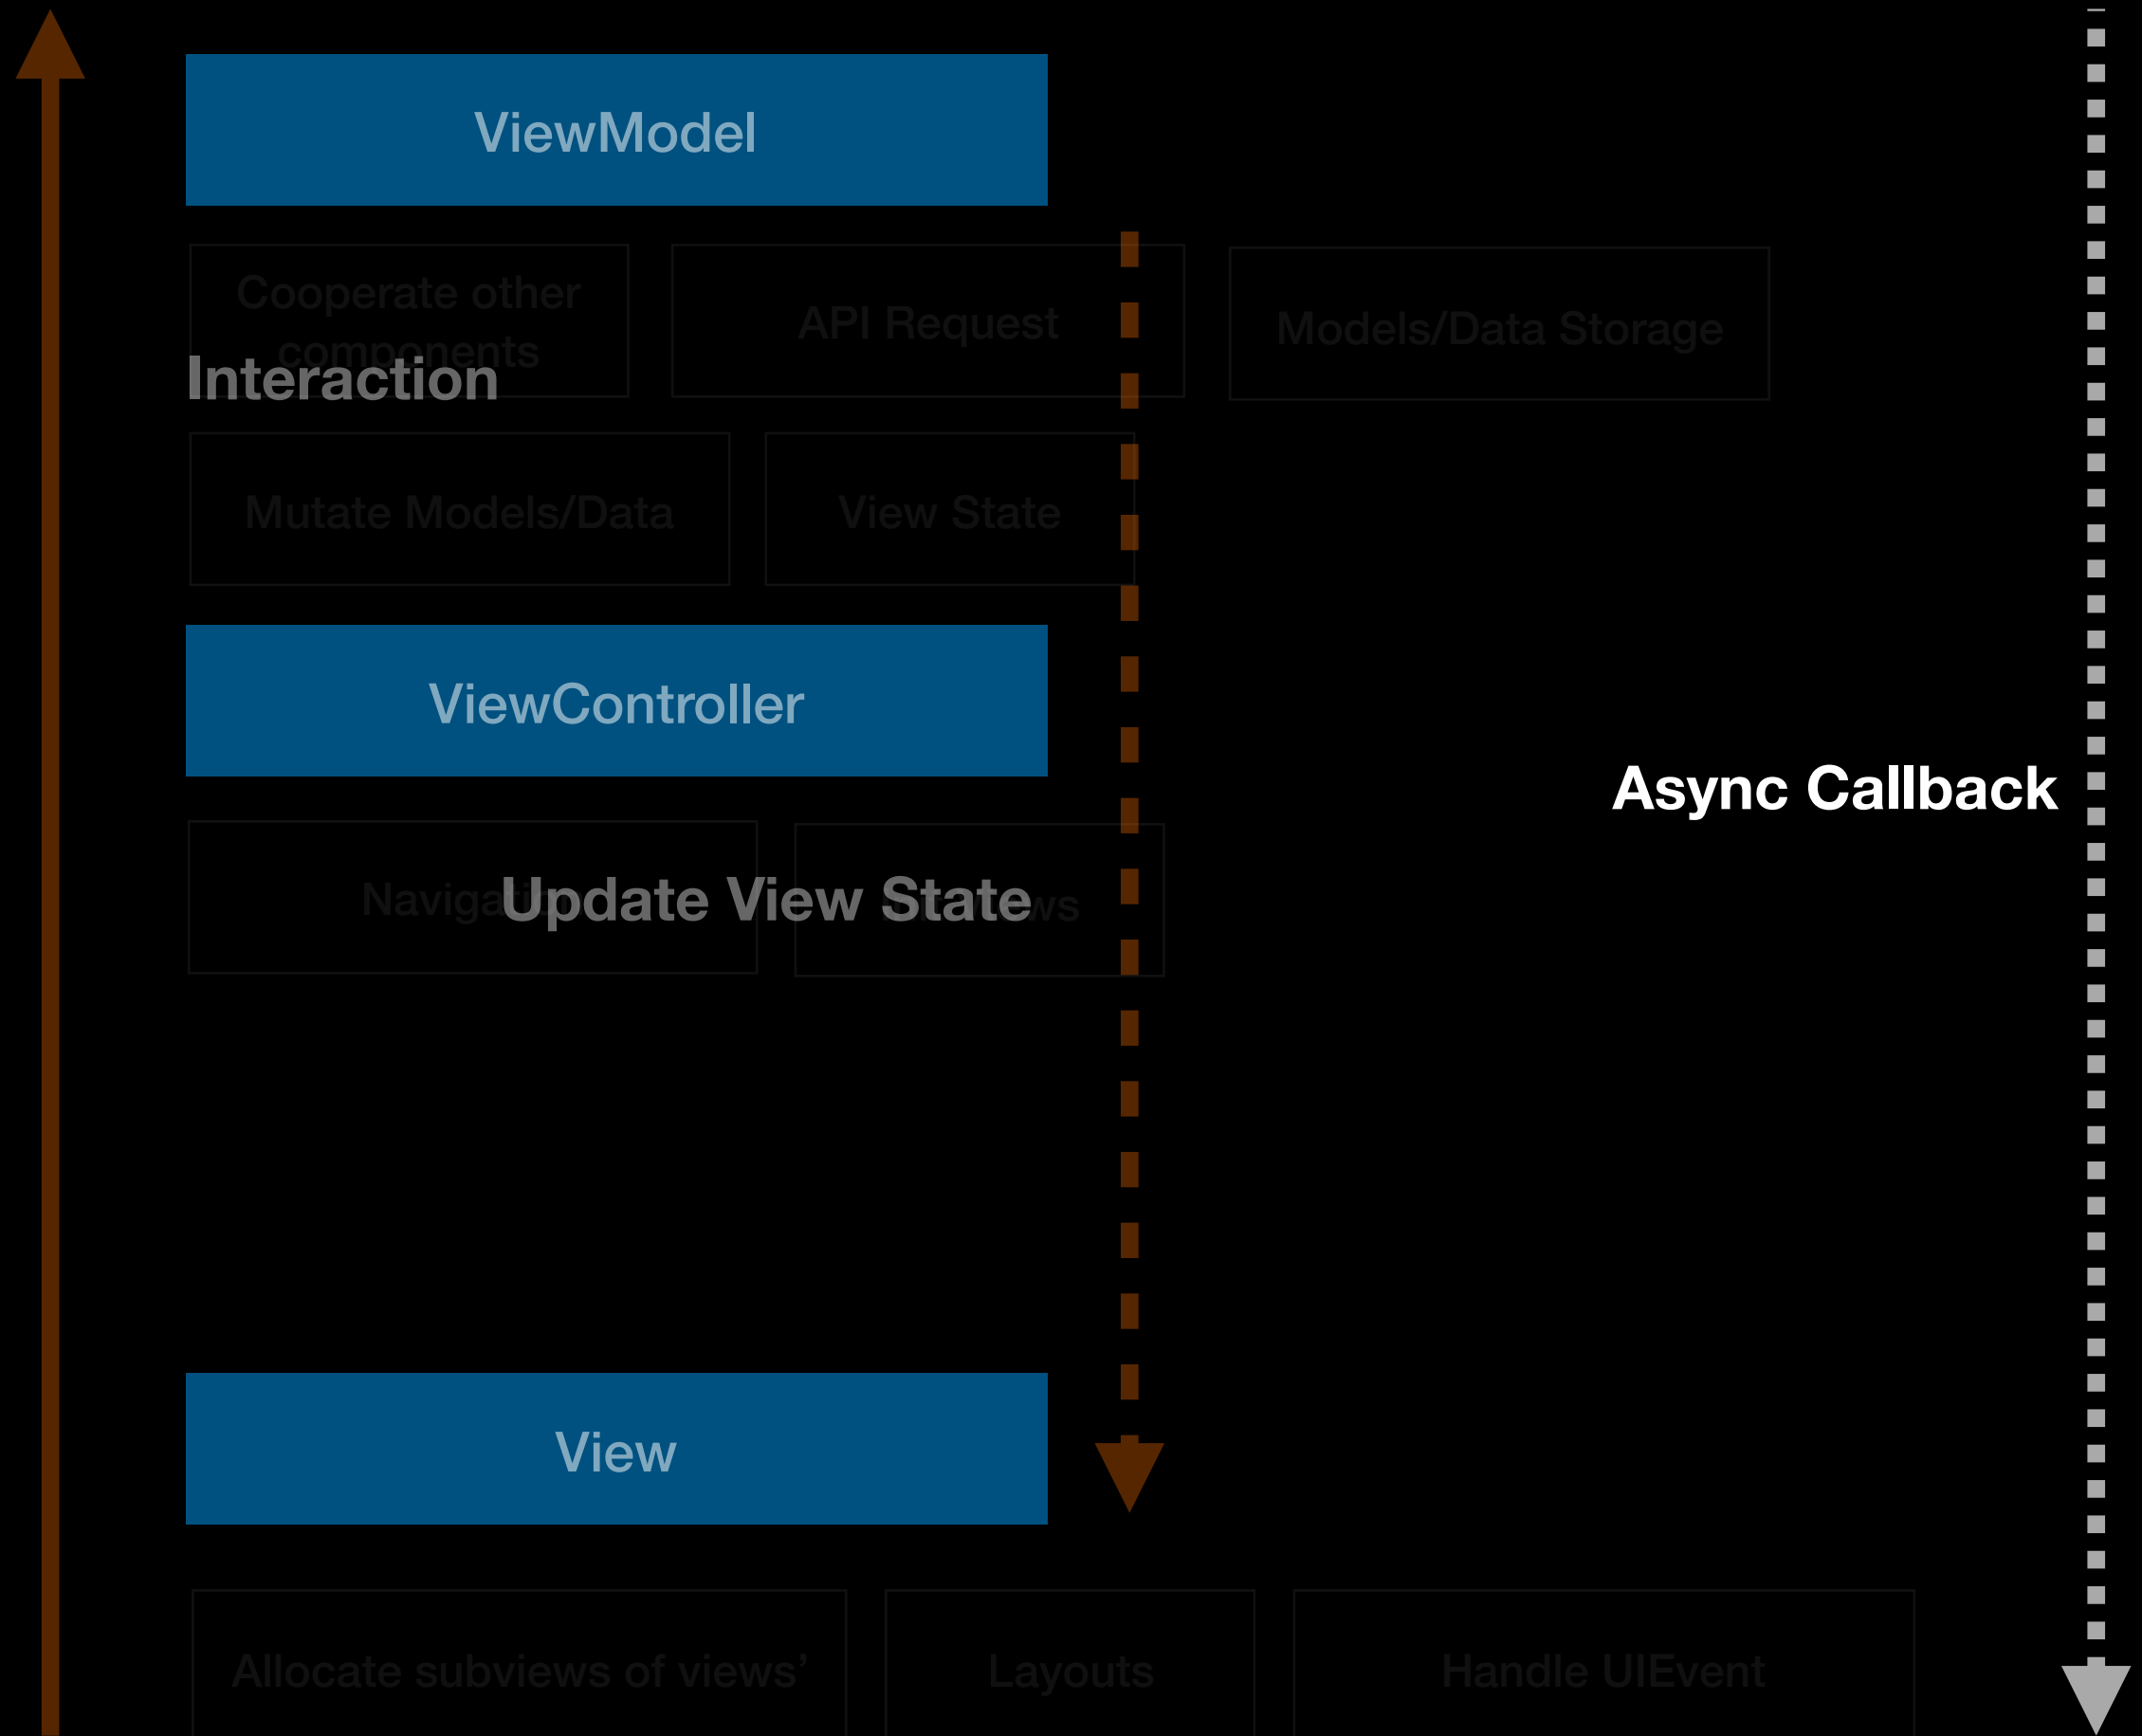 ViewModel
Cooperate other
components
API Request
Models/Data Storage
Interaction
Mutate Models/Data
View State
ViewController
Async Callback
Update View State
View
Allocate subviews of views’
Layouts
Handle UIEvent